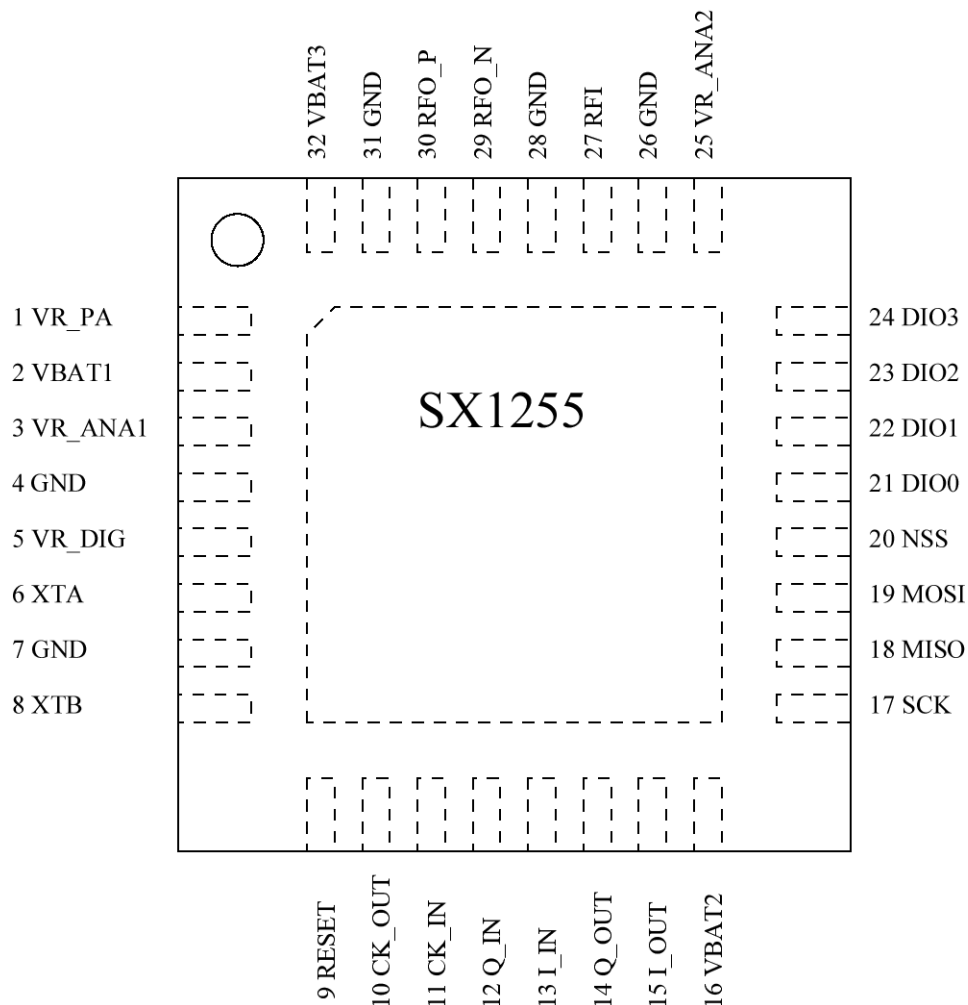 32 VBAT3
31 GND
30 RFO_P
29 RFO_N
28 GND
27 RFI
26 GND
25 VR_ANA2
1 VR_PA
2 VBAT1
3 VR_ANA1
4 GND
5 VR_DIG
6 XTA
7 GND
8 XTB
SX1255
24 DIO3
23 DIO2
22 DIO1
21 DIO0
20 NSS
19 MOSI
18 MISO
17 SCK
9 RESET
10 CK_OUT
11 CK_IN
12 Q_IN
13 I_IN
14 Q_OUT
15 I_OUT
16 VBAT2